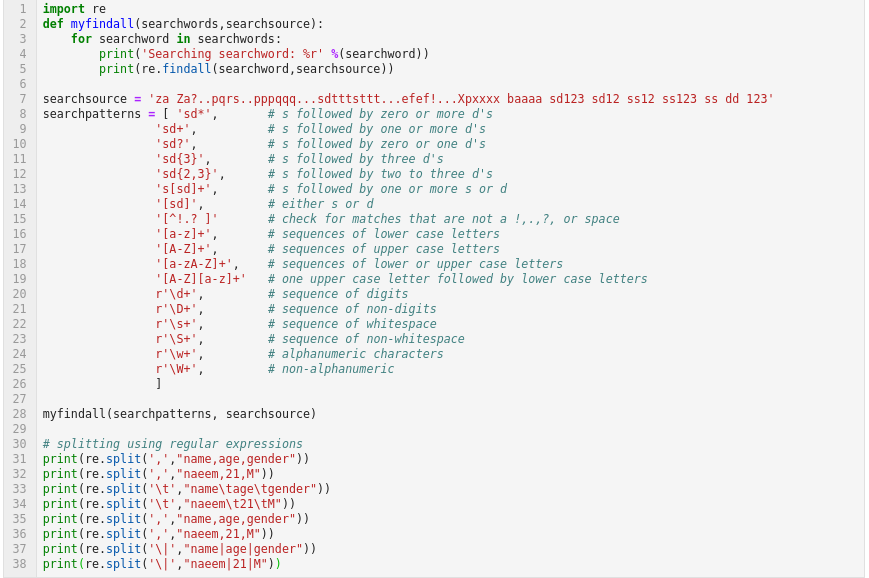 1 import re
2 def myfindall(searchwords,searchsource):
3     for searchword in searchwords:
4         print('Searching searchword: %r' %(searchword))
5         print(re.findall(searchword,searchsource))
6
7 searchsource = 'za Za?..pqrs..pppqqq...sdtttsttt...efef!...Xpxxxx baaaa sd123 sd12 ss12 ss123 ss dd 123'
8 searchpatterns = [ 'sd*',       # s followed by zero or more d's
9                 'sd+',          # s followed by one or more d's
10                 'sd?',          # s followed by zero or one d's
11                 'sd{3}',        # s followed by three d's
12                 'sd{2,3}',      # s followed by two to three d's
13                 's[sd]+',       # s followed by one or more s or d
14                 '[sd]',         # either s or d
15                 '[^!.? ]'       # check for matches that are not a !,.,?, or space
16                 '[a-z]+',       # sequences of lower case letters
17                 '[A-Z]+',       # sequences of upper case letters
18                 '[a-zA-Z]+',    # sequences of lower or upper case letters
19                 '[A-Z][a-z]+'   # one upper case letter followed by lower case letters
20                 r'\d+',         # sequence of digits
21                 r'\D+',         # sequence of non-digits
22                 r'\s+',         # sequence of whitespace
23                 r'\S+',         # sequence of non-whitespace
24                 r'\w+',         # alphanumeric characters
25                 r'\W+',         # non-alphanumeric
26                 ]
27
28 myfindall(searchpatterns, searchsource)
29
30 # splitting using regular expressions
31 print(re.split(',',"name,age,gender"))
32 print(re.split(',',"naeem,21,M"))
33 print(re.split('\t',"name\tage\tgender"))
34 print(re.split('\t',"naeem\t21\tM"))
35 print(re.split(',',"name,age,gender"))
36 print(re.split(',',"naeem,21,M"))
37 print(re.split('\|',"name|age|gender"))
38 print(re.split('\|',"naeem|21|M"))